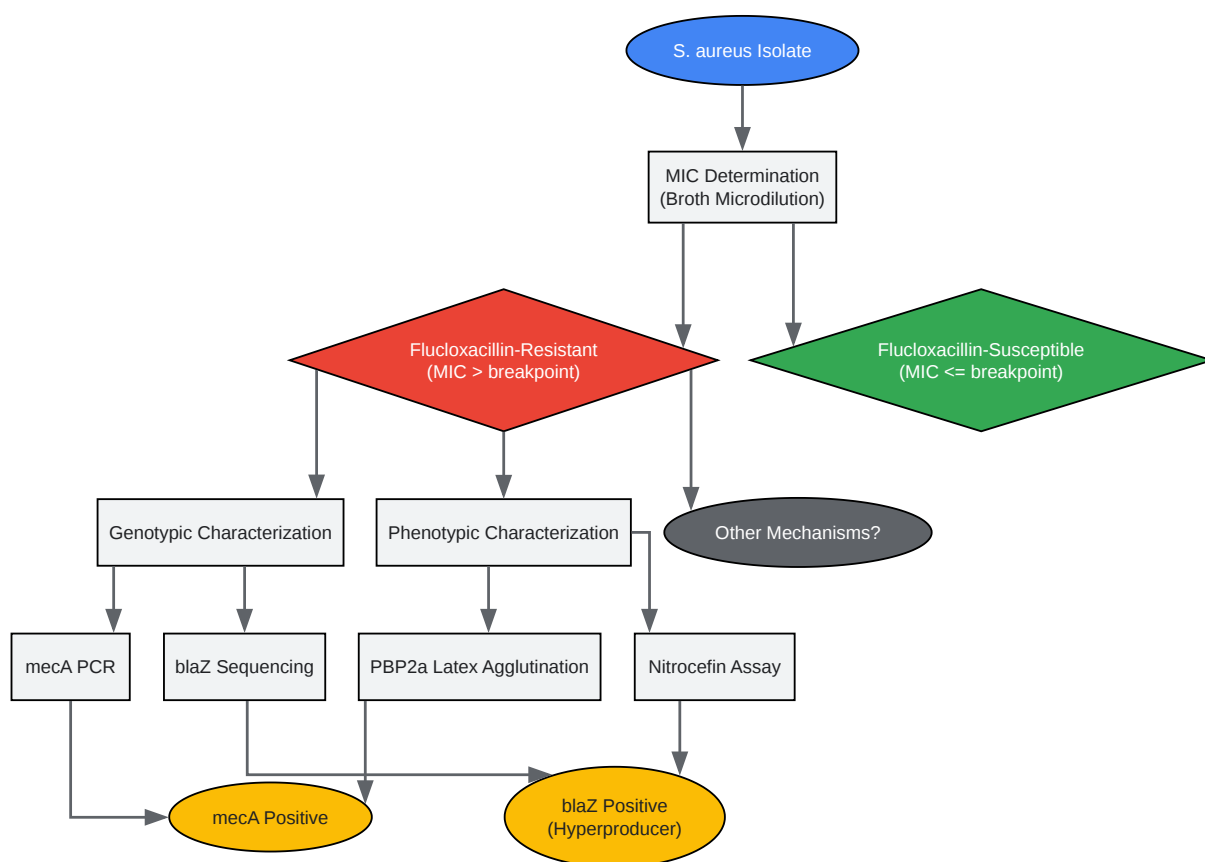 S. aureus Isolate
MIC Determination
(Broth Microdilution)
Flucloxacillin-Resistant
(MIC > breakpoint)
Flucloxacillin-Susceptible
(MIC <= breakpoint)
Genotypic Characterization
Phenotypic Characterization
Other Mechanisms?
mecA PCR
blaZ Sequencing
PBP2a Latex Agglutination
Nitrocefin Assay
mecA Positive
blaZ Positive
(Hyperproducer)